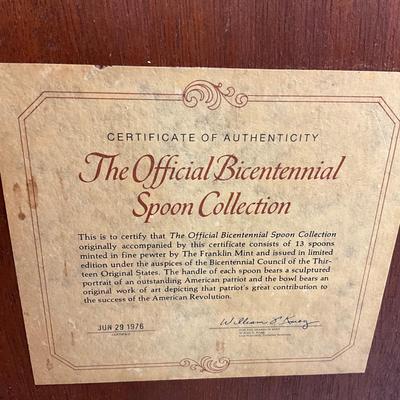 CERTIFICATE OF AUTHENTICITY
The Official Bicentennial
Spoon Collection
This is to certify that The Official Bicentennial Spoon Collection
originally accompanied by this certificate consists of 13 spoons
minted in fine pewter by The Franklin Mint and issued in limited
edition under the auspices of the Bicentennial Council of the Thir-
teen Original States. The handle of each spoon bears a sculptured
portrait of an outstanding American patriot and the bowl bears an
original work of art depicting that patriot's great contribution to
the success of the American Revolution.
JUN 29 1976
CERTIFIED